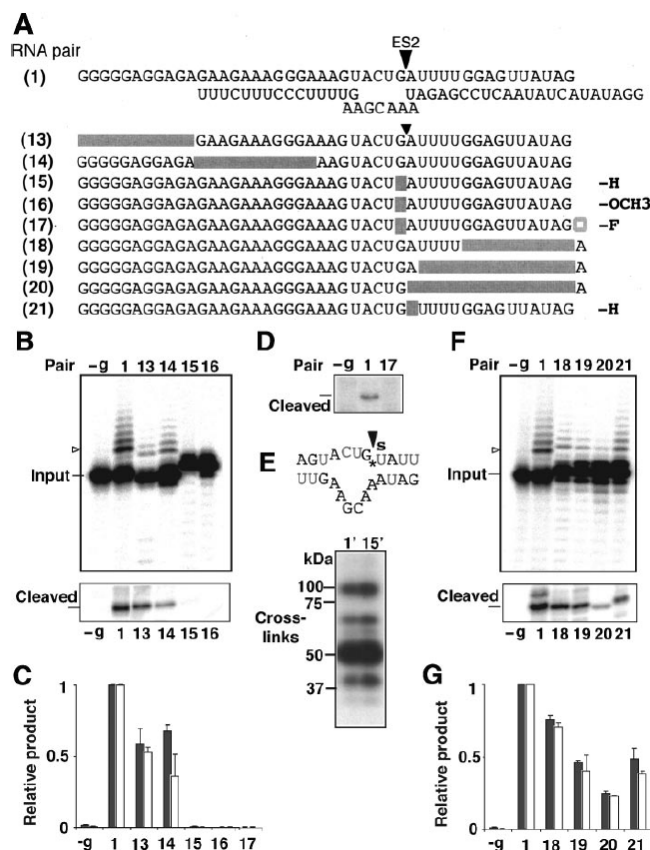 A
RNA pair
ES2
(1) GGGGGAGGAGAGAAGAAAGGGAAAGUACUGAUUUUGGAGUUAUAG
UUUCUUUCCCUUUUG UAGAGCCUCAAUAUCAUAUAGG
AAGCAAA
(13) GAAGAAAGGGAAAGUACUGAUUUUGGAGUUAUAG
(14) GGGGGAGGAGA AAGUACUGAUUUUGGAGUUAUAG
(15) GGGGGAGGAGAGAAGAAAGGGAAAGUACU AUUUUGGAGUUAUAG –H
(16) GGGGGAGGAGAGAAGAAAGGGAAAGUACU AUUUUGGAGUUAUAG –OCH3
(17) GGGGGAGGAGAGAAGAAAGGGAAAGUACU AUUUUGGAGUUAUAG –F
(18) GGGGGAGGAGAGAAGAAAGGGAAAGUACUGAUUUU A
(19) GGGGGAGGAGAGAAGAAAGGGAAAGUACUGA A
(20) GGGGGAGGAGAGAAGAAAGGGAAAGUACUG A
(21) GGGGGAGGAGAGAAGAAAGGGAAAGUACUG UUUUGGAGUUAUAG –H
B
Pair –g 1 13 14 15 16
Input
Cleaved
–g 1 13 14 15 16
C
Relative product
1
0.5
0
-g 1 13 14 15 16 17
D
Pair –g 1 17
Cleaved
E
s
AGUACUG*UAUU
UUGAAGCAAAUAG
1' 15'
kDa
100
75
Cross-
links
50
37
F
Pair –g 1 18 19 20 21
Input
Cleaved
–g 1 18 19 20 21
G
Relative product
1
0.5
0
-g 1 18 19 20 21